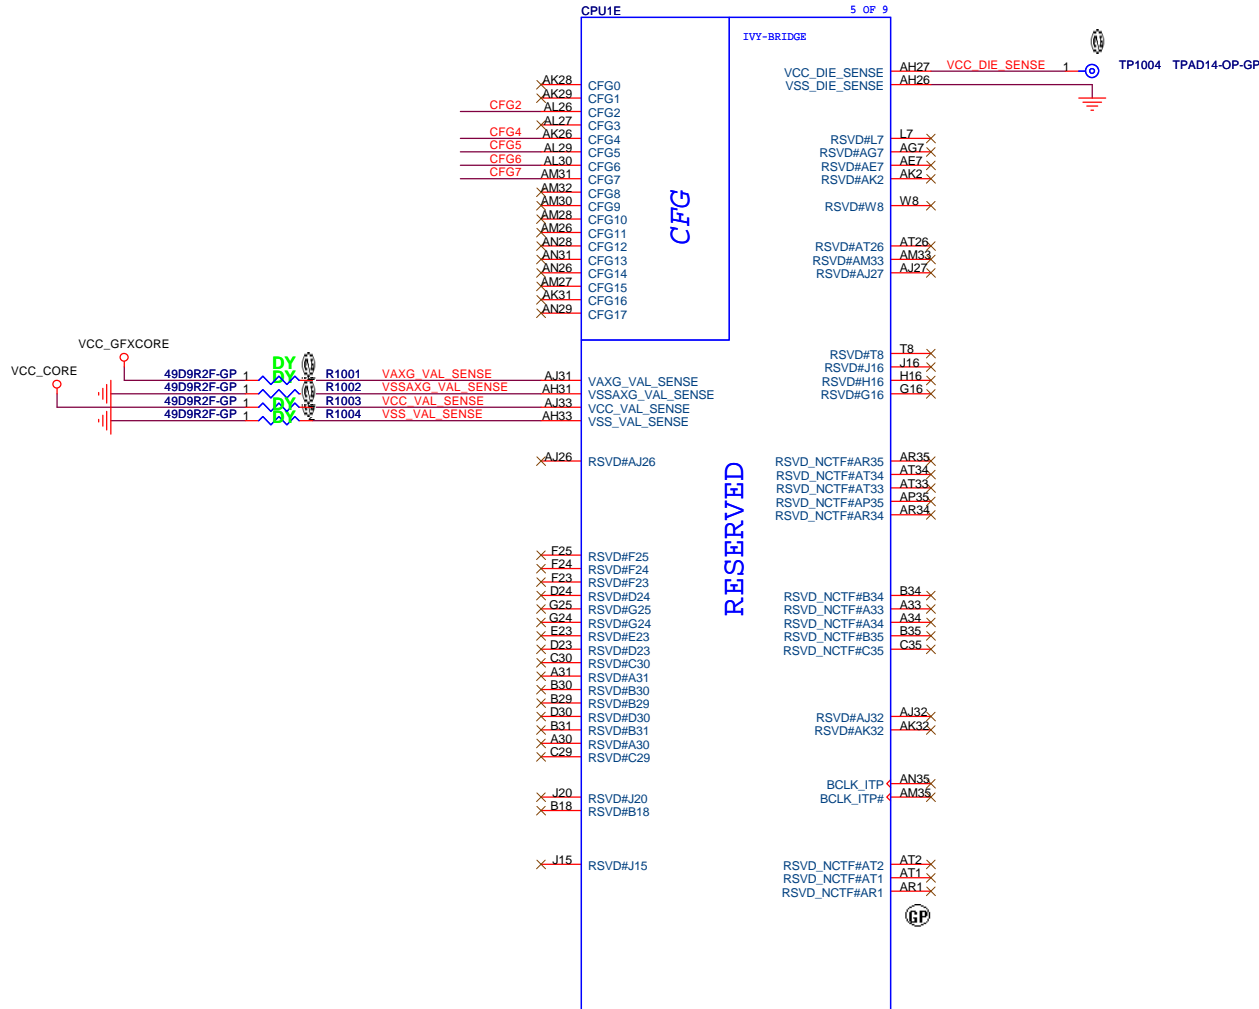 CPU1E 5 OF 9
IVY-BRIDGE
VCC_DIE_SENSE AH27 VCC_DIE_SENSE 1 TP1004 TPAD14-OP-GP
VSS_DIE_SENSE AH26
AK28 CFG0
AK29 CFG1
CFG2 AL26 CFG2
AL27 CFG3
CFG4 AK26 CFG4
CFG5 AL29 CFG5
CFG6 AL30 CFG6
CFG7 AM31 CFG7
AM32 CFG8
AM30 CFG9
AM28 CFG10
AM26 CFG11
AN28 CFG12
AN31 CFG13
AN26 CFG14
AM27 CFG15
AK31 CFG16
AN29 CFG17
CFG
RSVD#L7 L7
RSVD#AG7 AG7
RSVD#AE7 AE7
RSVD#AK2 AK2
RSVD#W8 W8
RSVD#AT26 AT26
RSVD#AM33 AM33
RSVD#AJ27 AJ27
RSVD#T8 T8
RSVD#J16 J16
RSVD#H16 H16
RSVD#G16 G16
VCC_GFXCORE
VCC_CORE
49D9R2F-GP 1 DY R1001 VAXG_VAL_SENSE AJ31 VAXG_VAL_SENSE
49D9R2F-GP 1 DY R1002 VSSAXG_VAL_SENSE AH31 VSSAXG_VAL_SENSE
49D9R2F-GP 1 DY R1003 VCC_VAL_SENSE AJ33 VCC_VAL_SENSE
49D9R2F-GP 1 DY R1004 VSS_VAL_SENSE AH33 VSS_VAL_SENSE
AJ26 RSVD#AJ26
RESERVED
RSVD_NCTF#AR35 AR35
RSVD_NCTF#AT34 AT34
RSVD_NCTF#AT33 AT33
RSVD_NCTF#AP35 AP35
RSVD_NCTF#AR34 AR34
F25 RSVD#F25
F24 RSVD#F24
F23 RSVD#F23
D24 RSVD#D24
G25 RSVD#G25
G24 RSVD#G24
E23 RSVD#E23
D23 RSVD#D23
C30 RSVD#C30
A31 RSVD#A31
B30 RSVD#B30
B29 RSVD#B29
D30 RSVD#D30
B31 RSVD#B31
A30 RSVD#A30
C29 RSVD#C29
RSVD_NCTF#B34 B34
RSVD_NCTF#A33 A33
RSVD_NCTF#A34 A34
RSVD_NCTF#B35 B35
RSVD_NCTF#C35 C35
RSVD#AJ32 AJ32
RSVD#AK32 AK32
BCLK_ITP AN35
BCLK_ITP# AM35
J20 RSVD#J20
B18 RSVD#B18
J15 RSVD#J15
RSVD_NCTF#AT2 AT2
RSVD_NCTF#AT1 AT1
RSVD_NCTF#AR1 AR1
GP